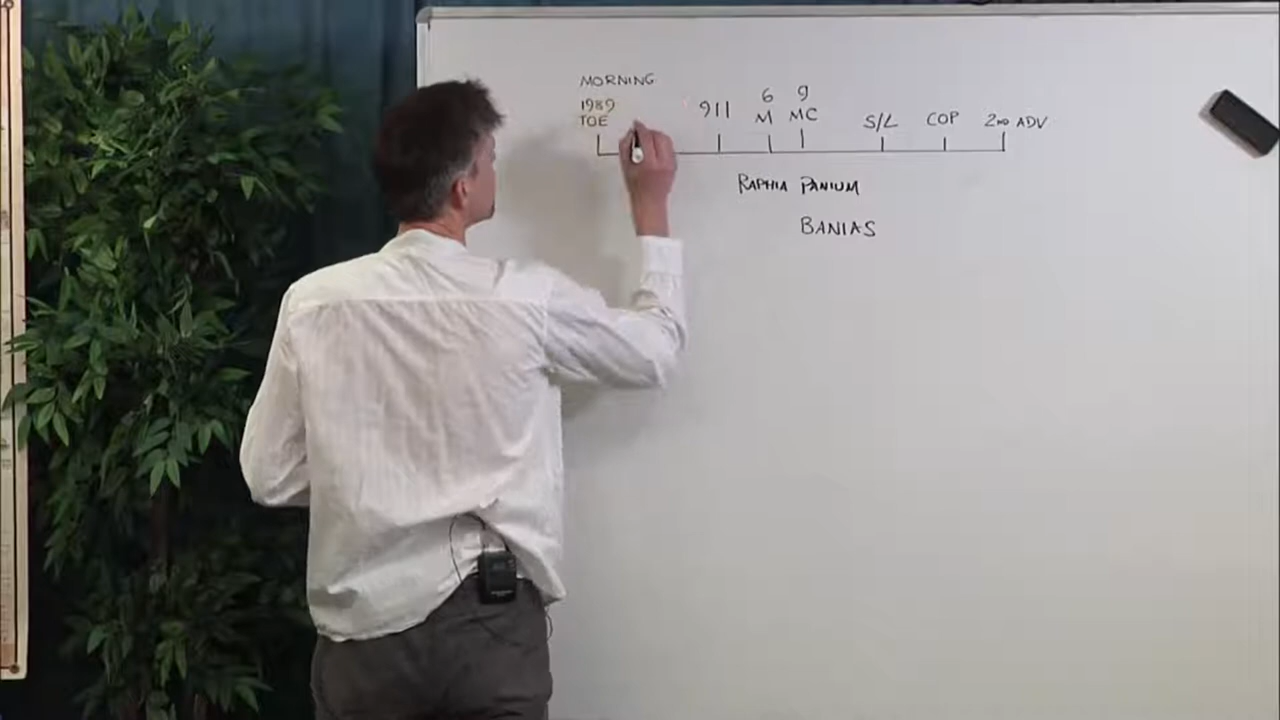 MORNING
1989
TOE
911
6
M
9
MC
S/L
COP
2ND ADV
RAPHIA PANIUM
BANIAS